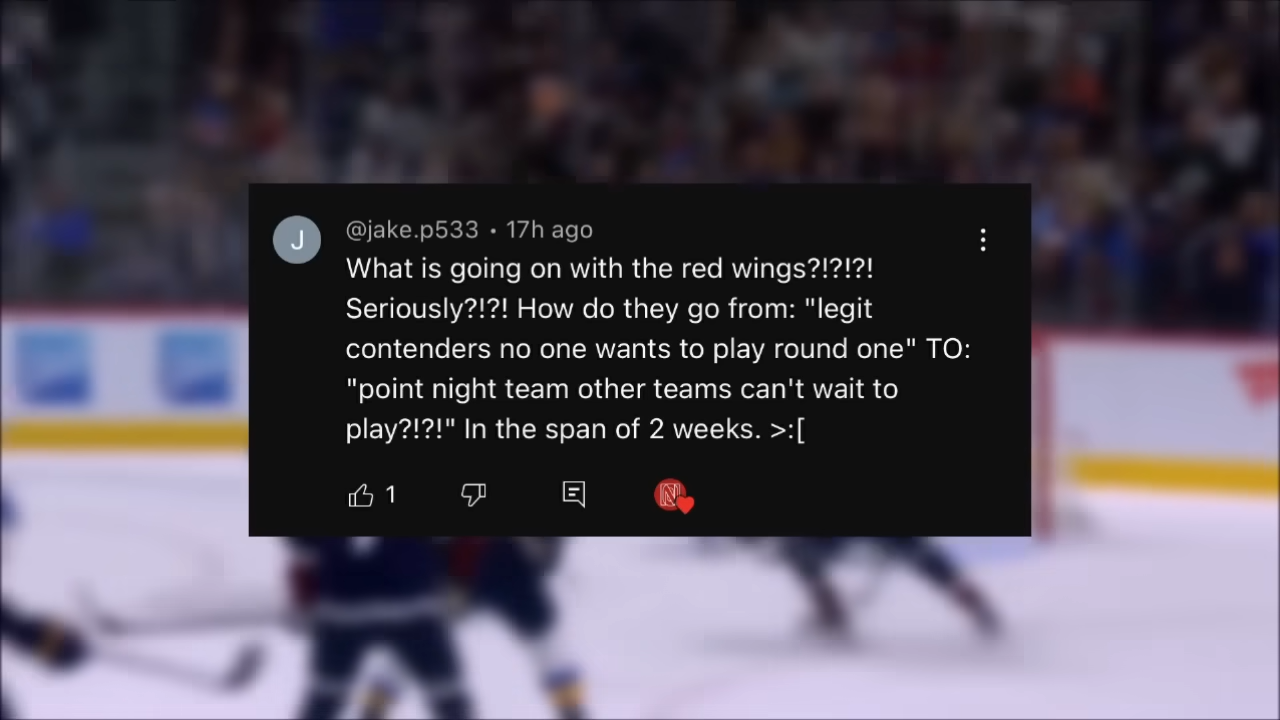 J
@jake.p533 • 17h ago
What is going on with the red wings?!?!?!
Seriously?!?! How do they go from: "legit
contenders no one wants to play round one" TO:
"point night team other teams can't wait to
play?!?!" In the span of 2 weeks. >:[
1
N